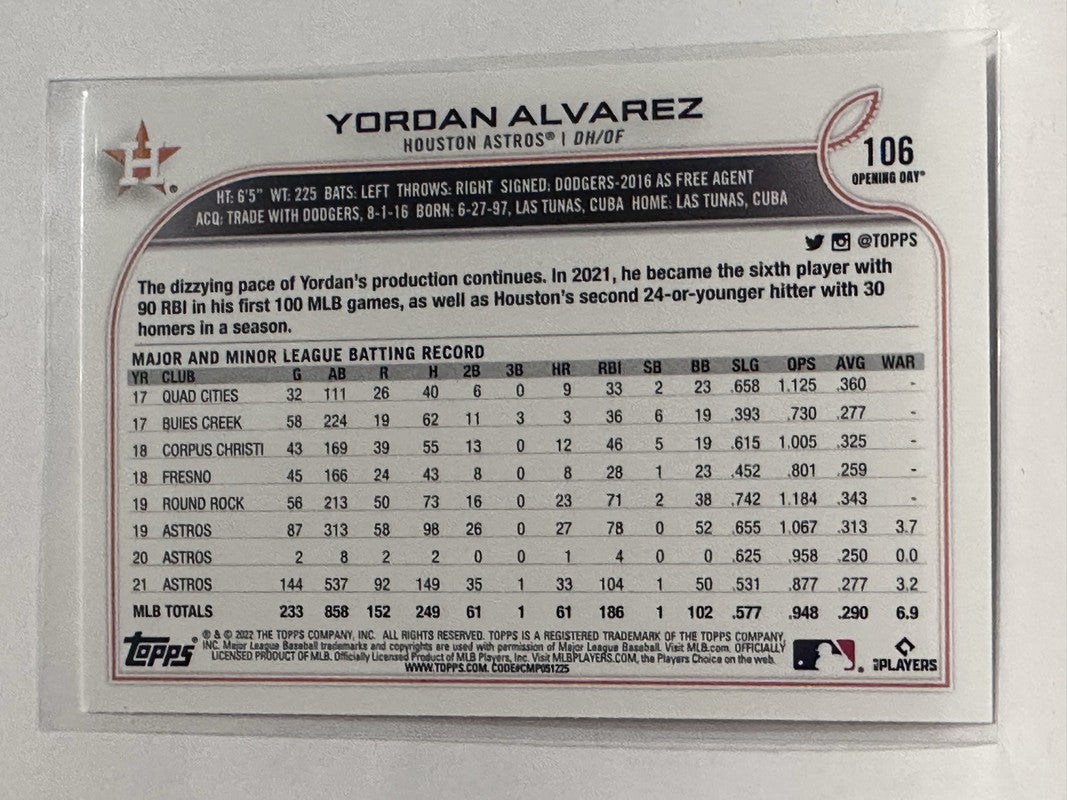 YORDAN ALVAREZ
HOUSTON ASTROS® | DH/OF
H
®
106
OPENING DAY®
HT: 6'5" WT: 225 BATS: LEFT THROWS: RIGHT SIGNED: DODGERS-2016 AS FREE AGENT
ACQ: TRADE WITH DODGERS, 8-1-16 BORN: 6-27-97, LAS TUNAS, CUBA HOME: LAS TUNAS, CUBA
@TOPPS
The dizzying pace of Yordan's production continues. In 2021, he became the sixth player with
90 RBI in his first 100 MLB games, as well as Houston's second 24-or-younger hitter with 30
homers in a season.
MAJOR AND MINOR LEAGUE BATTING RECORD
YR CLUB G AB R H 2B 3B HR RBI SB BB SLG OPS AVG WAR
17 QUAD CITIES 32 111 26 40 6 0 9 33 2 23 .658 1.125 .360 -
17 BUIES CREEK 58 224 19 62 11 3 3 36 6 19 .393 .730 .277 -
18 CORPUS CHRISTI 43 169 39 55 13 0 12 46 5 19 .615 1.005 .325 -
18 FRESNO 45 166 24 43 8 0 8 28 1 23 .452 .801 .259 -
19 ROUND ROCK 56 213 50 73 16 0 23 71 2 38 .742 1.184 .343 -
19 ASTROS 87 313 58 98 26 0 27 78 0 52 .655 1.067 .313 3.7
20 ASTROS 2 8 2 2 0 0 1 4 0 0 .625 .958 .250 0.0
21 ASTROS 144 537 92 149 35 1 33 104 1 50 .531 .877 .277 3.2
MLB TOTALS 233 858 152 249 61 1 61 186 1 102 .577 .948 .290 6.9
Topps®
® & © 2022 THE TOPPS COMPANY, INC. ALL RIGHTS RESERVED. TOPPS IS A REGISTERED TRADEMARK OF THE TOPPS COMPANY,
INC. Major League Baseball trademarks and copyrights are used with permission of Major League Baseball. Visit MLB.com. OFFICIALLY
LICENSED PRODUCT OF MLB. Officially Licensed Product of MLB Players, Inc. Visit MLBPLAYERS.COM, the Players Choice on the web.
WWW.TOPPS.COM. CODE#CMP051225
MLBPLAYERS